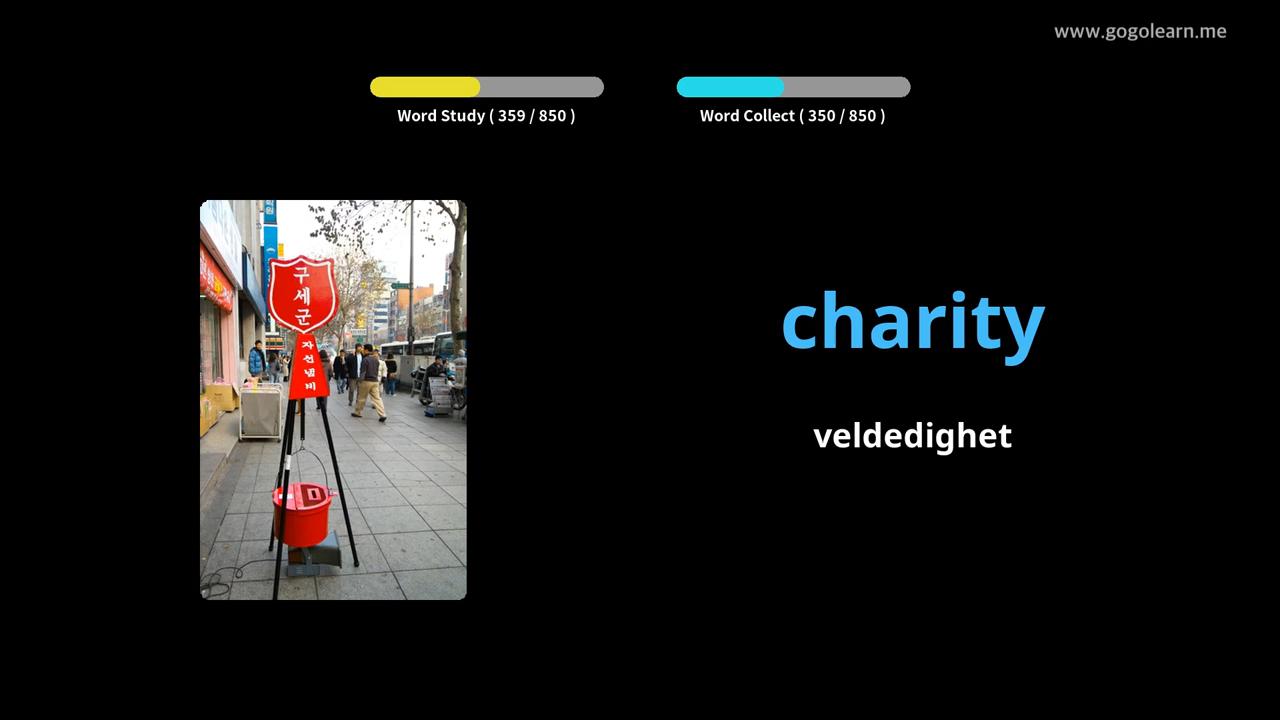 www.gogolearn.me
Word Study ( 359 / 850 )
Word Collect ( 350 / 850 )
구
세
군
자
선
냄
비
charity
veldedighet